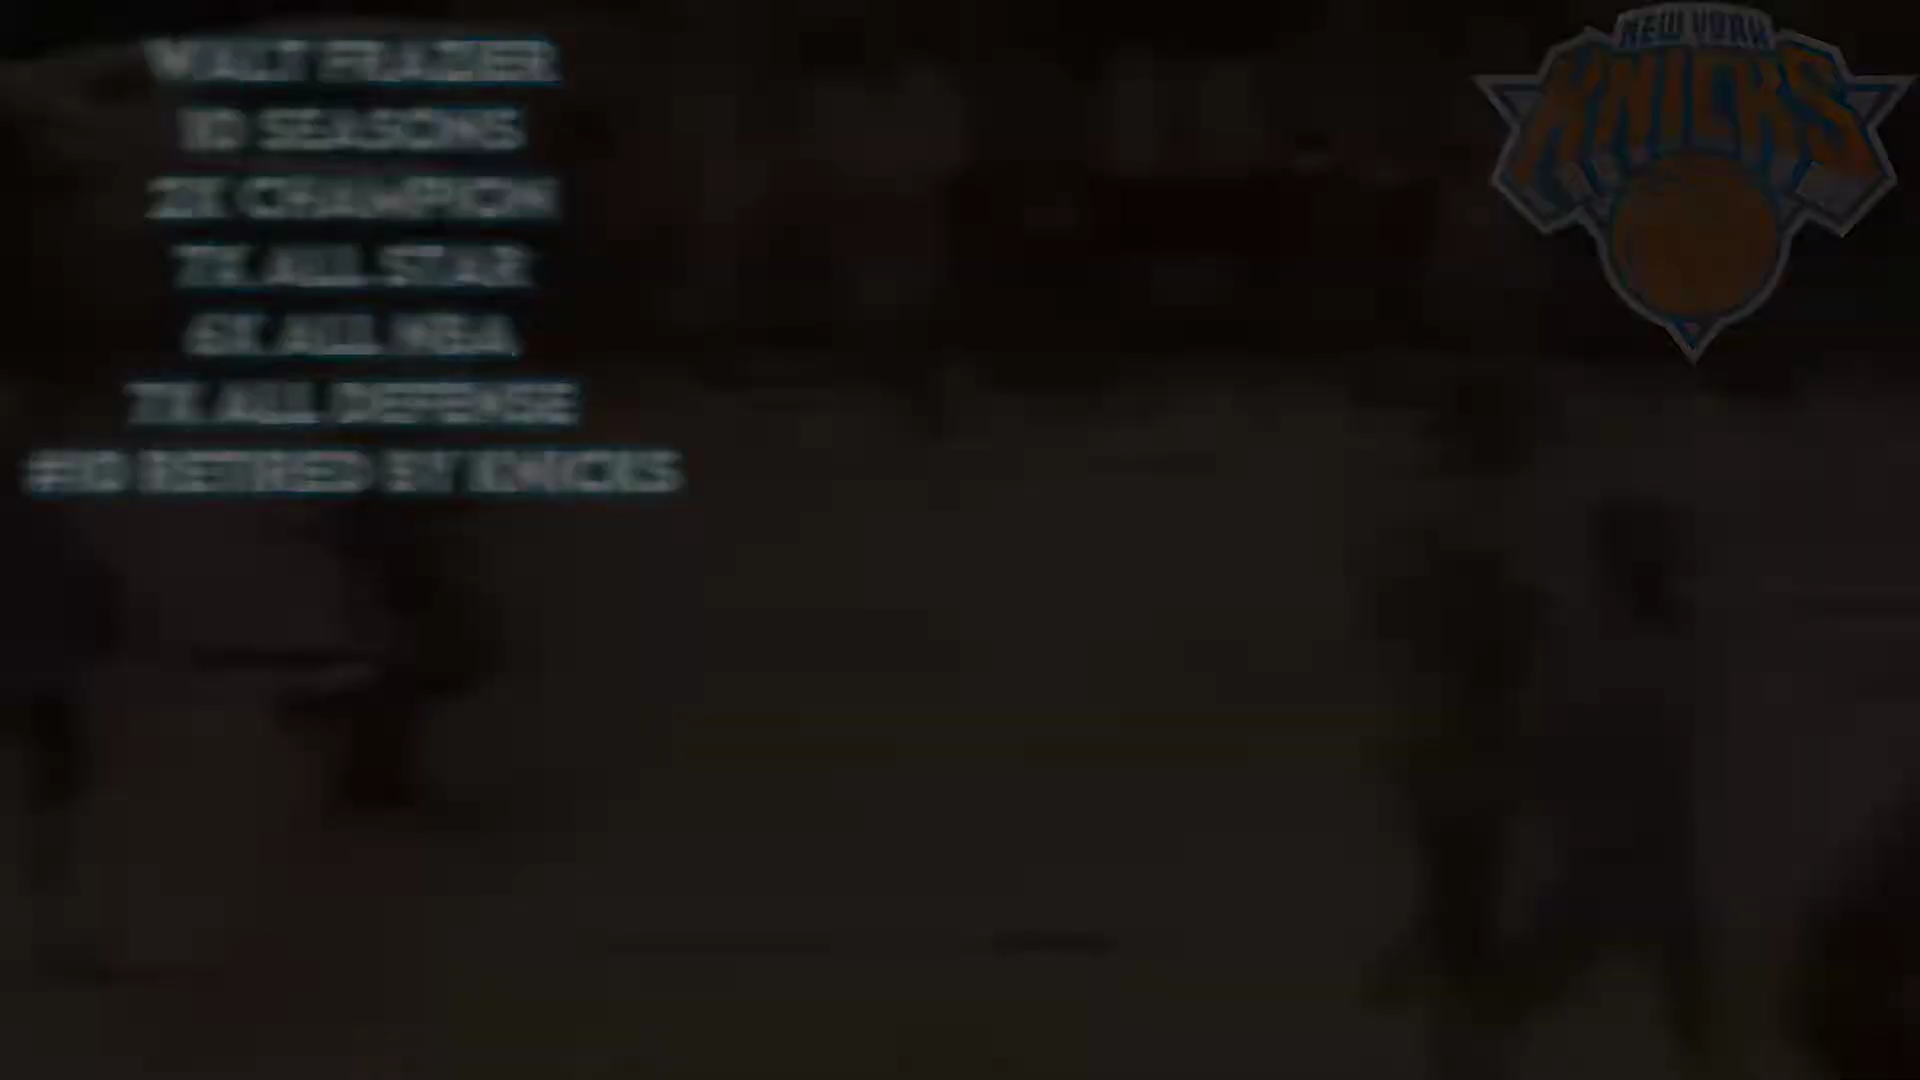 WALT FRAZIER
10 SEASONS
2X CHAMPION
7X ALL STAR
6X ALL NBA
7X ALL DEFENSE
#10 RETIRED BY KNICKS
NEW YORK
KNICKS